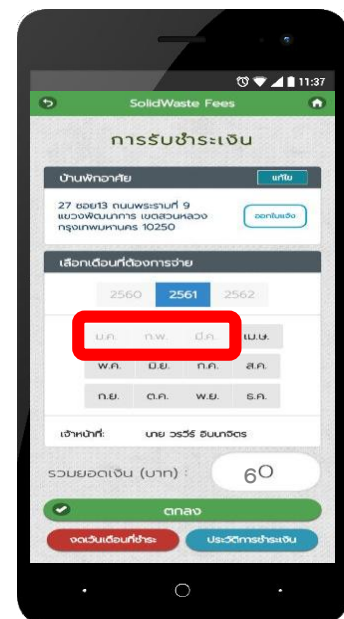 11:37
SolidWaste Fees
การรับชำระเงิน
บ้านพักอาศัย แก้ไข
27 ซอย13 ถนนพระรามที่ 9
แขวงพัฒนาการ เขตสวนหลวง
กรุงเทพมหานคร 10250
ออกใบแจ้ง
เลือกเดือนที่ต้องการจ่าย
2560 2561 2562
ม.ค. ก.พ. มี.ค. เม.ษ.
พ.ค. มิ.ย. ก.ค. ส.ค.
ก.ย. ต.ค. พ.ย. ธ.ค.
เจ้าหน้าที่: นาย วรวีร์ อินนาจิตร
รวมยอดเงิน (บาท) : 60
ตกลง
งดเว้นเดือนที่ชำระ ประวัติการชำระเงิน